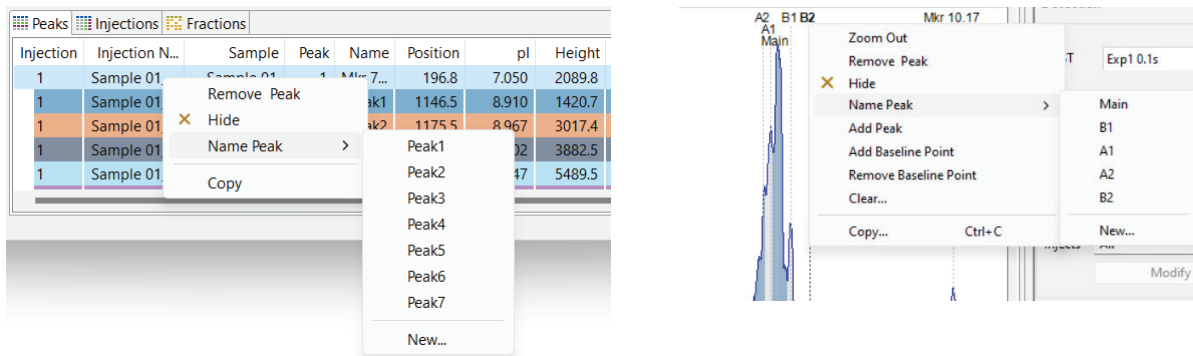 Peaks Injections Fractions
Injection Injection N... Sample Peak Name Position pI Height
1 Sample 01 Sample 01 1 Mkr 7... 196.8 7.050 2089.8
1 Sample 01 1146.5 8.910 1420.7
1 Sample 01 1175.5 8.967 3017.4
1 Sample 01 3882.5
1 Sample 01 5489.5
Remove Peak
Hide
Name Peak
Copy
Peak1
Peak2
Peak3
Peak4
Peak5
Peak6
Peak7
New...
A2 B1 B2 Mkr 10.17
A1
Main
Zoom Out
Remove Peak
Hide
Name Peak
Add Peak
Add Baseline Point
Remove Baseline Point
Clear...
Copy... Ctrl+C
Main
B1
A1
A2
B2
New...
Exp1 0.1s
Modify